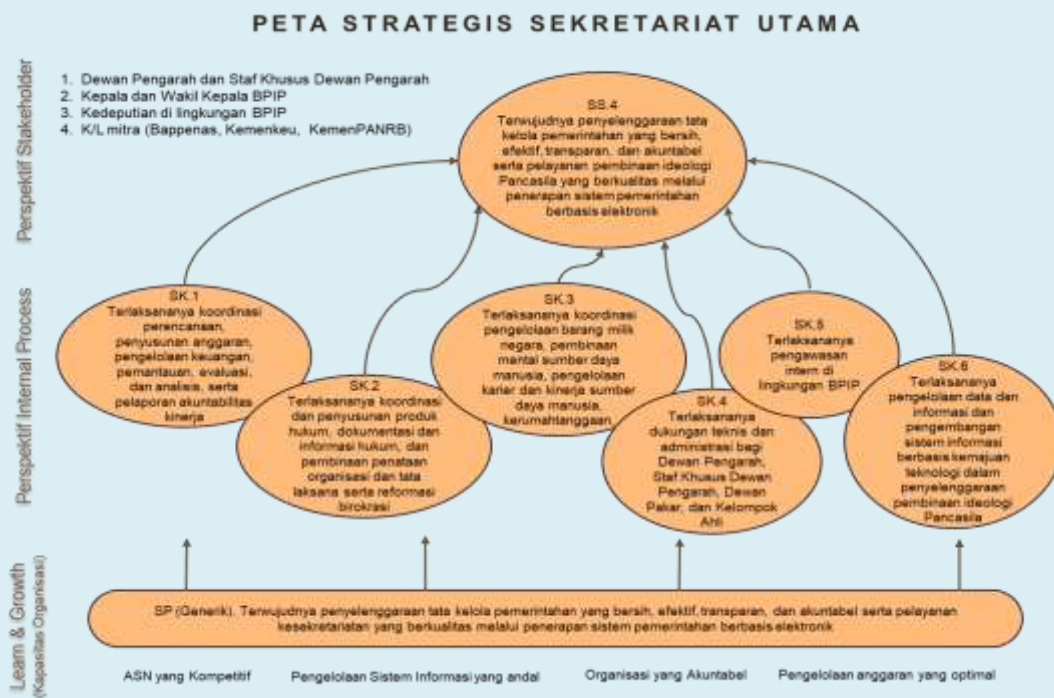 PETA STRATEGIS SEKRETARIAT UTAMA
Perspektif Stakeholder
1. Dewan Pengarah dan Staf Khusus Dewan Pengarah
2. Kepala dan Wakil Kepala BPIP
3. Kedeputian di lingkungan BPIP
4. K/L mitra (Bappenas, Kemenkeu, KemenPANRB)
SS.4
Terwujudnya penyelenggaraan tata
kelola pemerintahan yang bersih,
efektif, transparan, dan akuntabel
serta pelayanan pembinaan ideologi
Pancasila yang berkualitas melalui
penerapan sistem pemerintahan
berbasis elektronik
Perspektif Internal Process
SK.1
Terlaksananya koordinasi
perencanaan,
penyusunan anggaran,
pengelolaan keuangan,
pemantauan, evaluasi,
dan analisis, serta
pelaporan akuntabilitas
kinerja
SK.2
Terlaksananya koordinasi
dan penyusunan produk
hukum, dokumentasi dan
informasi hukum, dan
pembinaan penataan
organisasi dan tata
laksana serta reformasi
birokrasi
SK.3
Terlaksananya koordinasi
pengelolaan barang milik
negara, pembinaan
mental sumber daya
manusia, pengelolaan
karier dan kinerja sumber
daya manusia,
kerumahtanggaan
SK.4
Terlaksananya
dukungan teknis dan
administrasi bagi
Dewan Pengarah,
Staf Khusus Dewan
Pengarah, Dewan
Pakar, dan Kelompok
Ahli
SK.5
Terlaksananya
pengawasan
intern di
lingkungan BPIP
SK.6
Terlaksananya
pengelolaan data dan
informasi dan
pengembangan
sistem informasi
berbasis kemajuan
teknologi dalam
penyelenggaraan
pembinaan ideologi
Pancasila
Learn & Growth
(Kapasitas Organisasi)
SP (Generik). Terwujudnya penyelenggaraan tata kelola pemerintahan yang bersih, efektif, transparan, dan akuntabel serta pelayanan
kesekretariatan yang berkualitas melalui penerapan sistem pemerintahan berbasis elektronik
ASN yang Kompetitif
Pengelolaan Sistem Informasi yang andal
Organisasi yang Akuntabel
Pengelolaan anggaran yang optimal